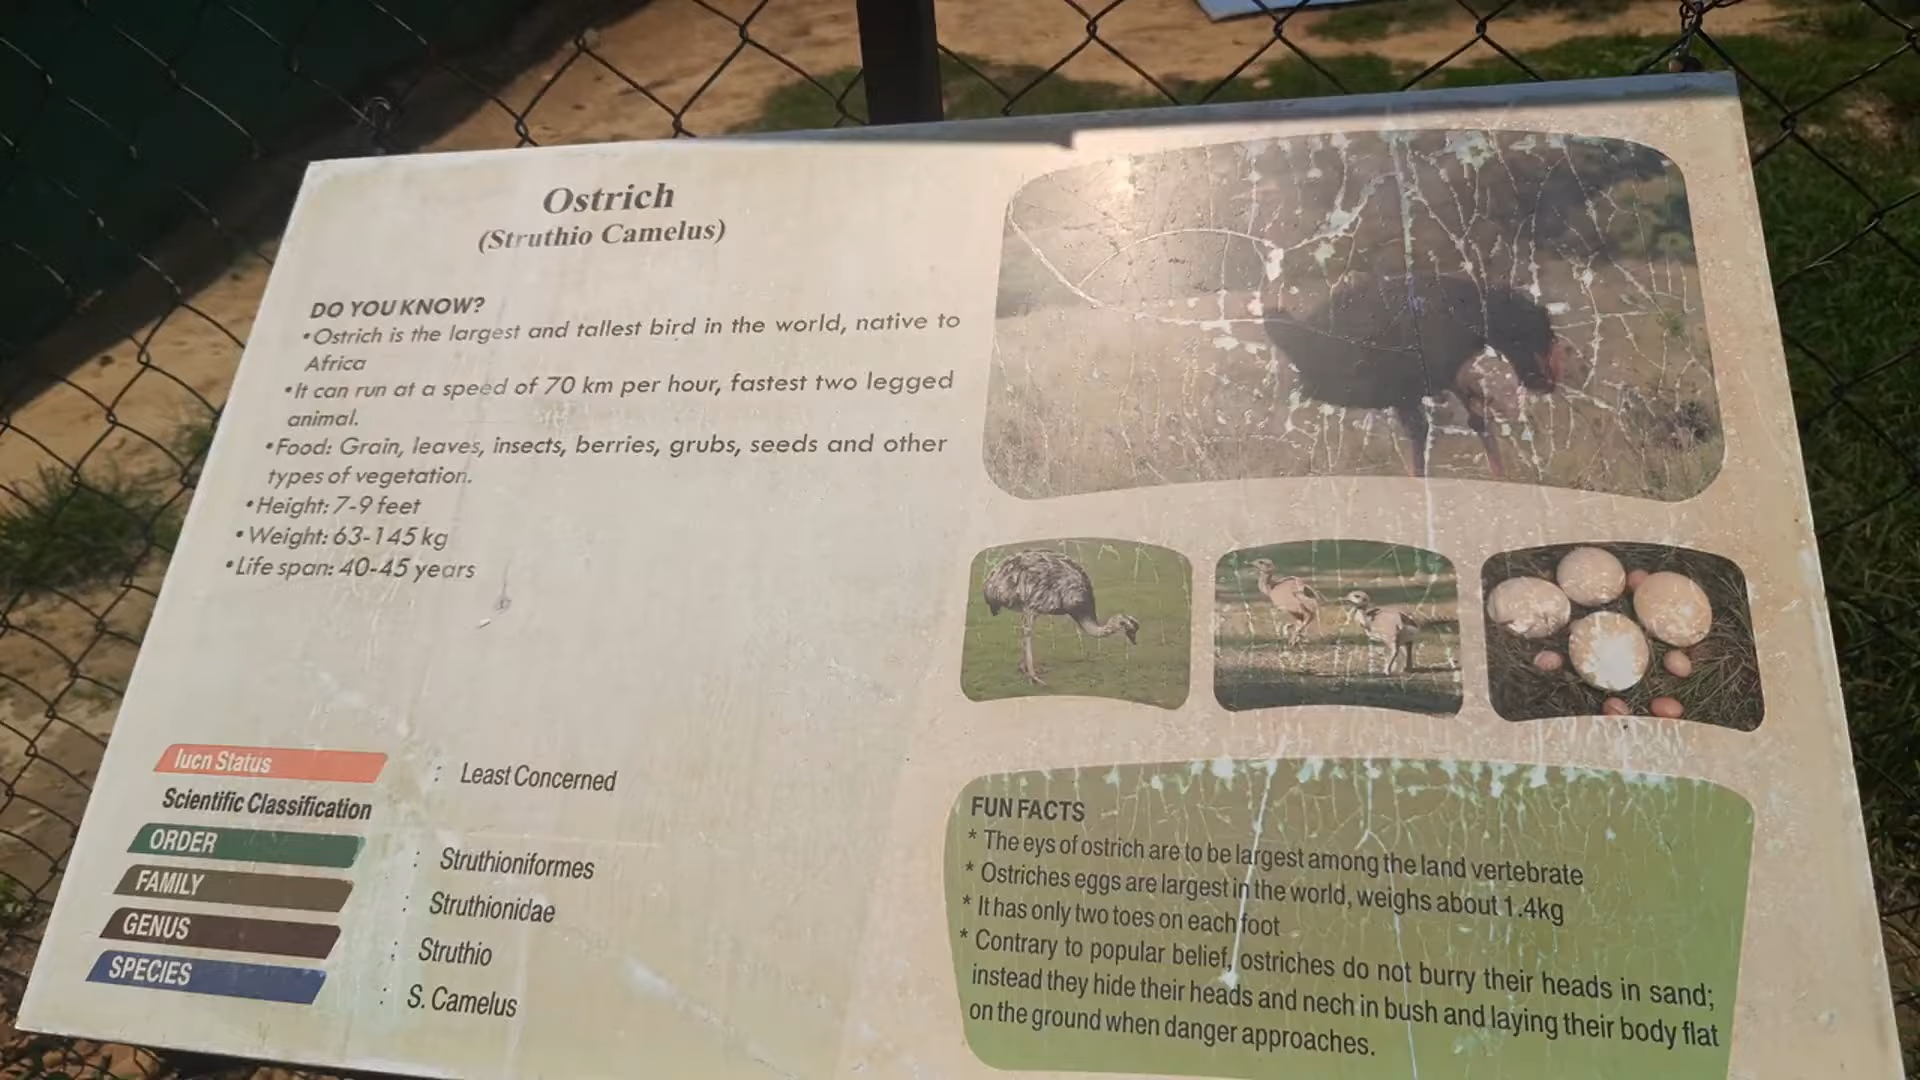 Ostrich
(Struthio Camelus)
DO YOU KNOW?
•Ostrich is the largest and tallest bird in the world, native to
Africa
•It can run at a speed of 70 km per hour, fastest two legged
animal.
•Food: Grain, leaves, insects, berries, grubs, seeds and other
types of vegetation.
•Height: 7-9 feet
•Weight: 63-145 kg
•Life span: 40-45 years
Iucn Status : Least Concerned
Scientific Classification
ORDER : Struthioniformes
FAMILY : Struthionidae
GENUS : Struthio
SPECIES : S. Camelus
FUN FACTS
* The eys of ostrich are to be largest among the land vertebrate
* Ostriches eggs are largest in the world, weighs about 1.4kg
* It has only two toes on each foot
* Contrary to popular belief, ostriches do not burry their heads in sand;
instead they hide their heads and nech in bush and laying their body flat
on the ground when danger approaches.